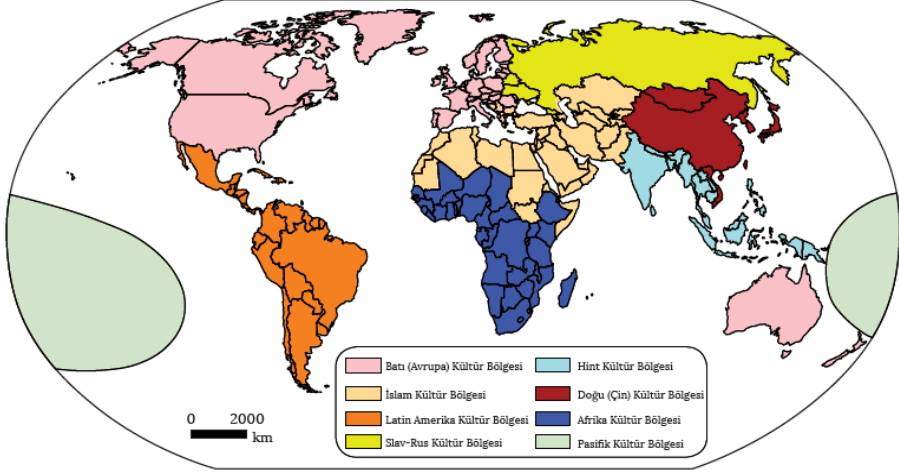 Batı (Avrupa) Kültür Bölgesi
İslam Kültür Bölgesi
Latin Amerika Kültür Bölgesi
Slav-Rus Kültür Bölgesi
Hint Kültür Bölgesi
Doğu (Çin) Kültür Bölgesi
Afrika Kültür Bölgesi
Pasifik Kültür Bölgesi
0 2000
km